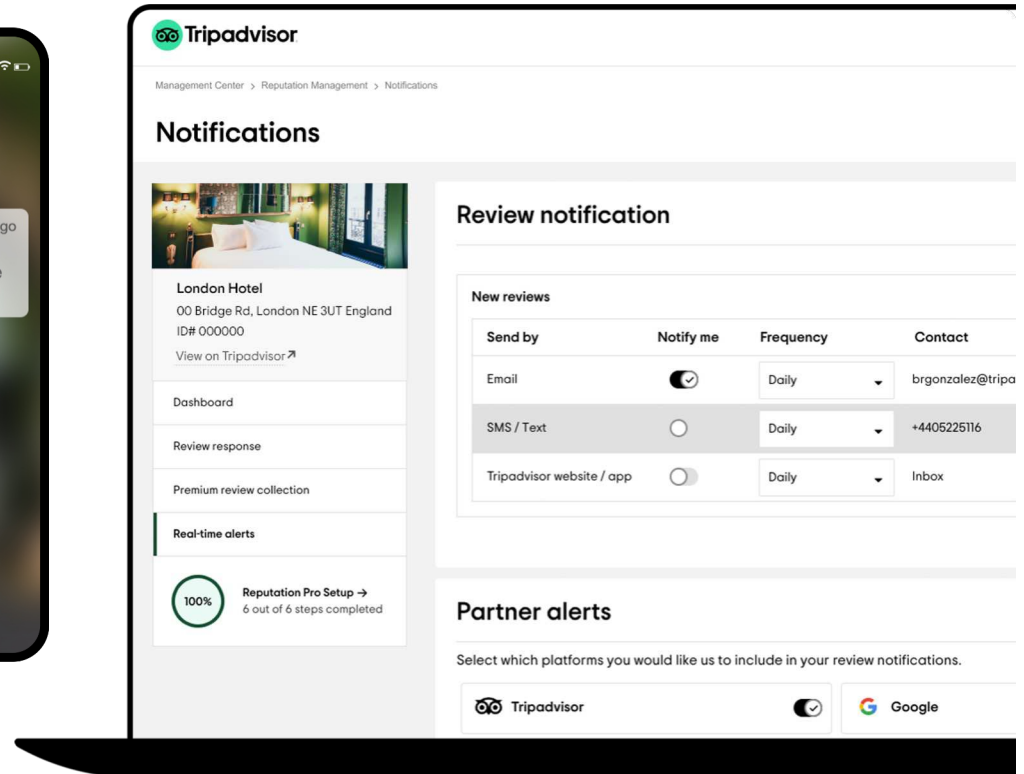 go
Tripadvisor
Management Center > Reputation Management > Notifications
Notifications
London Hotel
00 Bridge Rd, London NE 3UT England
ID# 000000
View on Tripadvisor
Dashboard
Review response
Premium review collection
Real-time alerts
100%
Reputation Pro Setup →
6 out of 6 steps completed
Review notification
New reviews
Send by Notify me Frequency Contact
Email Daily brgonzalez@tripa
SMS / Text Daily +4405225116
Tripadvisor website / app Daily Inbox
Partner alerts
Select which platforms you would like us to include in your review notifications.
Tripadvisor Google